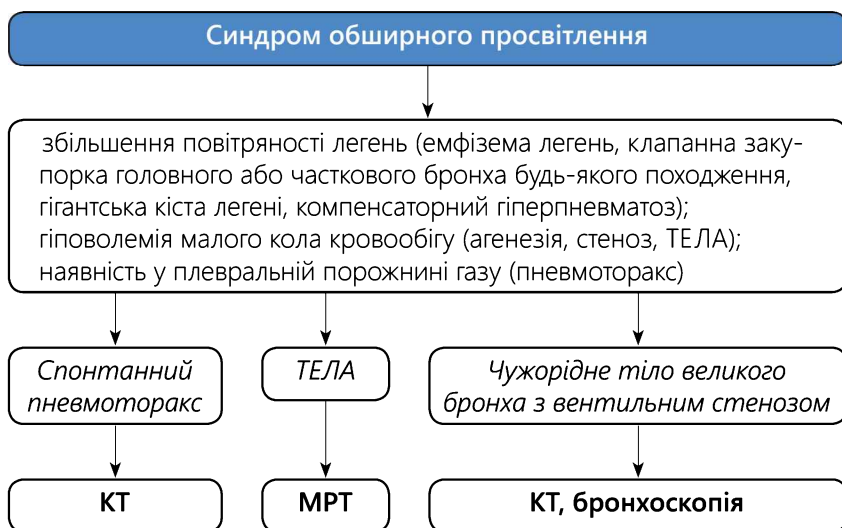 Синдром обширного просвітлення
збільшення повітряності легень (емфізема легень, клапанна заку-
порка головного або часткового бронха будь-якого походження,
гігантська кіста легені, компенсаторний гіперпневматоз);
гіповолемія малого кола кровообігу (агенезія, стеноз, ТЕЛА);
наявність у плевральній порожнині газу (пневмоторакс)
Спонтанний
пневмоторакс
ТЕЛА
Чужорідне тіло великого
бронха з вентильним стенозом
КТ
МРТ
КТ, бронхоскопія